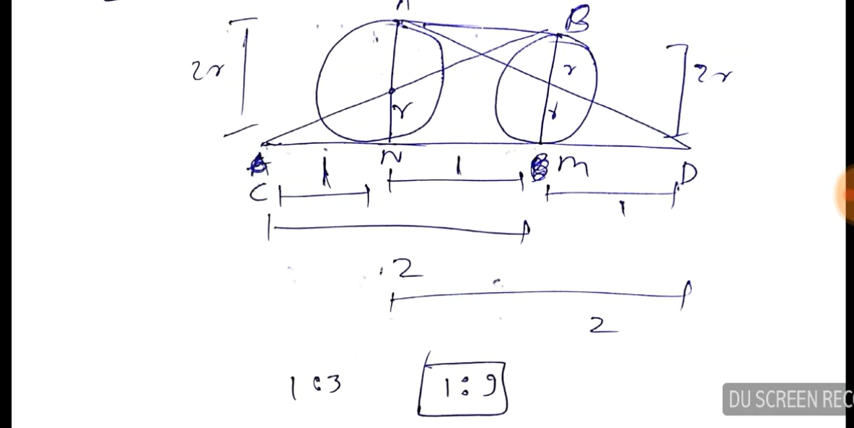 A B
2r r 2r
r r
N m D
C 1 1 1
2
2
1:3 1:9
DU SCREEN REC